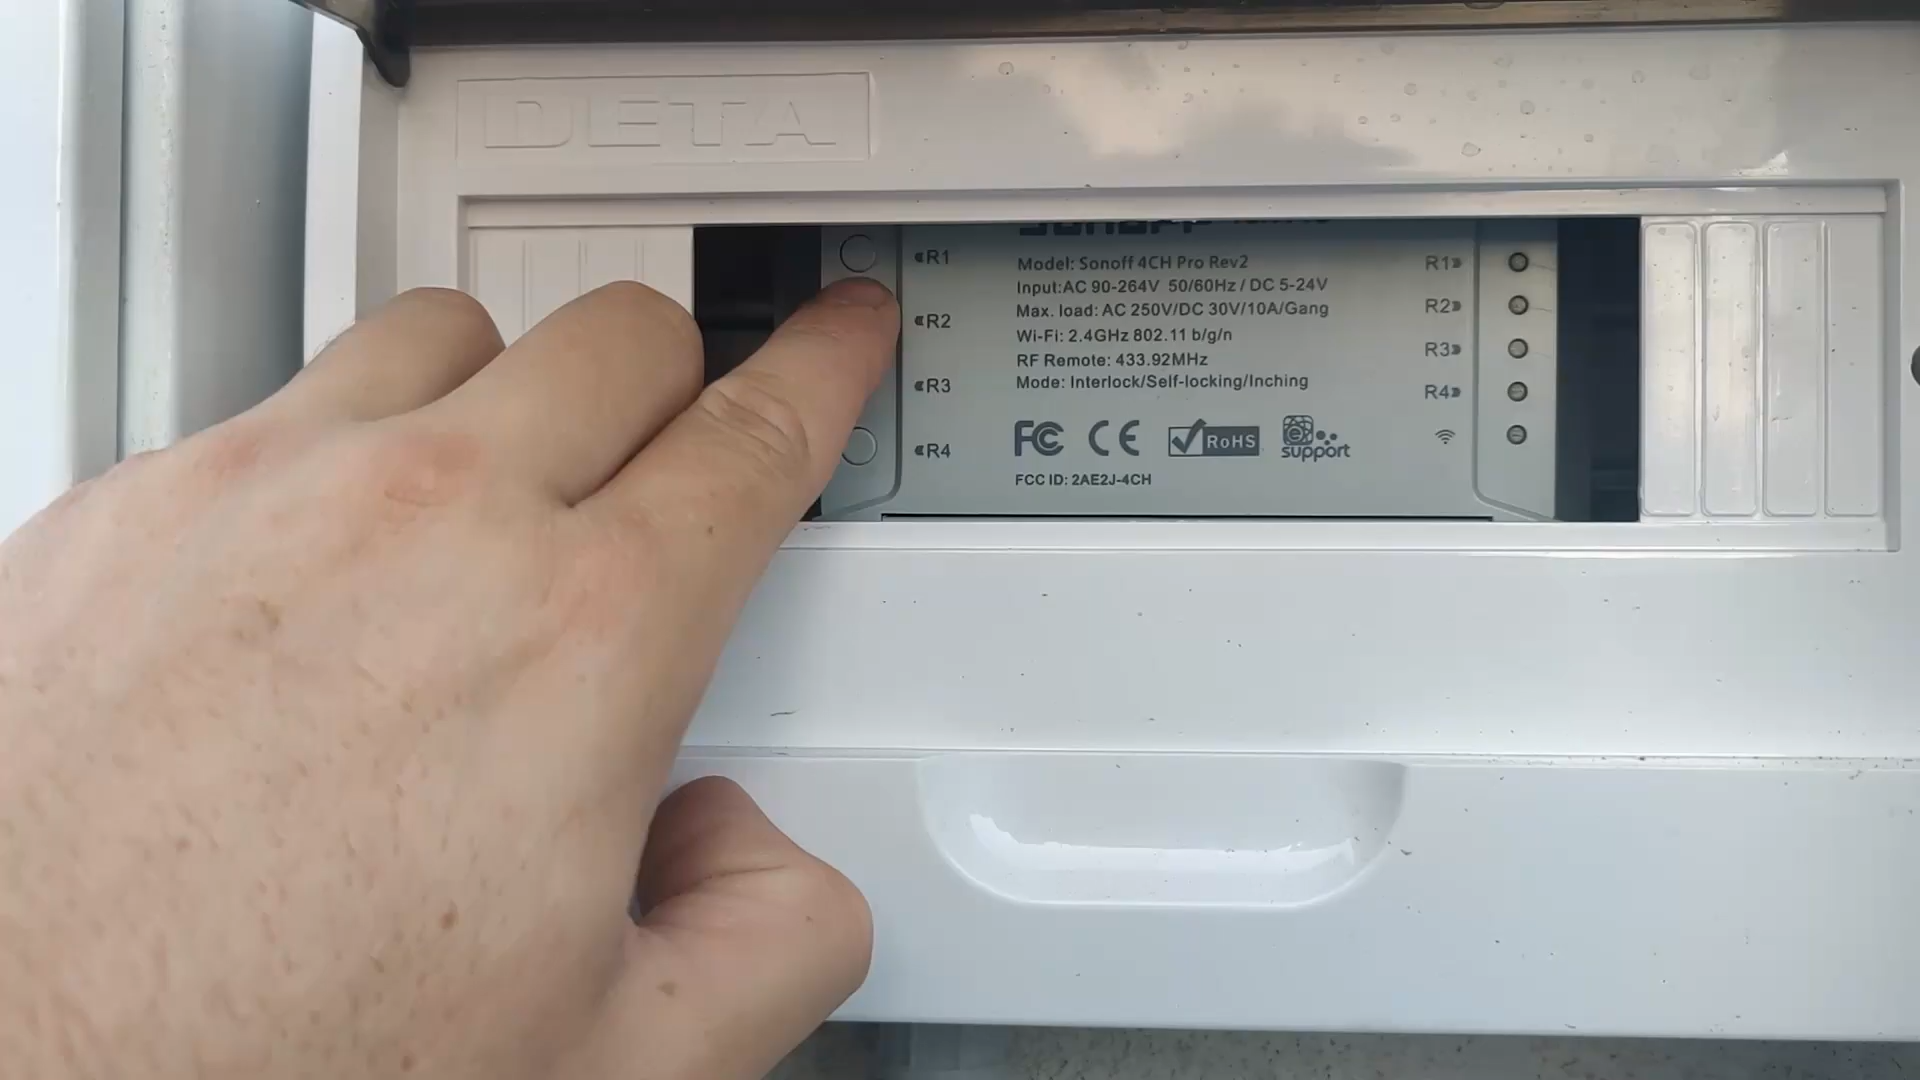 DETA
«R1
«R2
«R3
«R4
SONOFF
Model: Sonoff 4CH Pro Rev2
Input:AC 90-264V 50/60Hz / DC 5-24V
Max. load: AC 250V/DC 30V/10A/Gang
Wi-Fi: 2.4GHz 802.11 b/g/n
RF Remote: 433.92MHz
Mode: Interlock/Self-locking/Inching
FC CE RoHS e support
FCC ID: 2AE2J-4CH
R1»
R2»
R3»
R4»